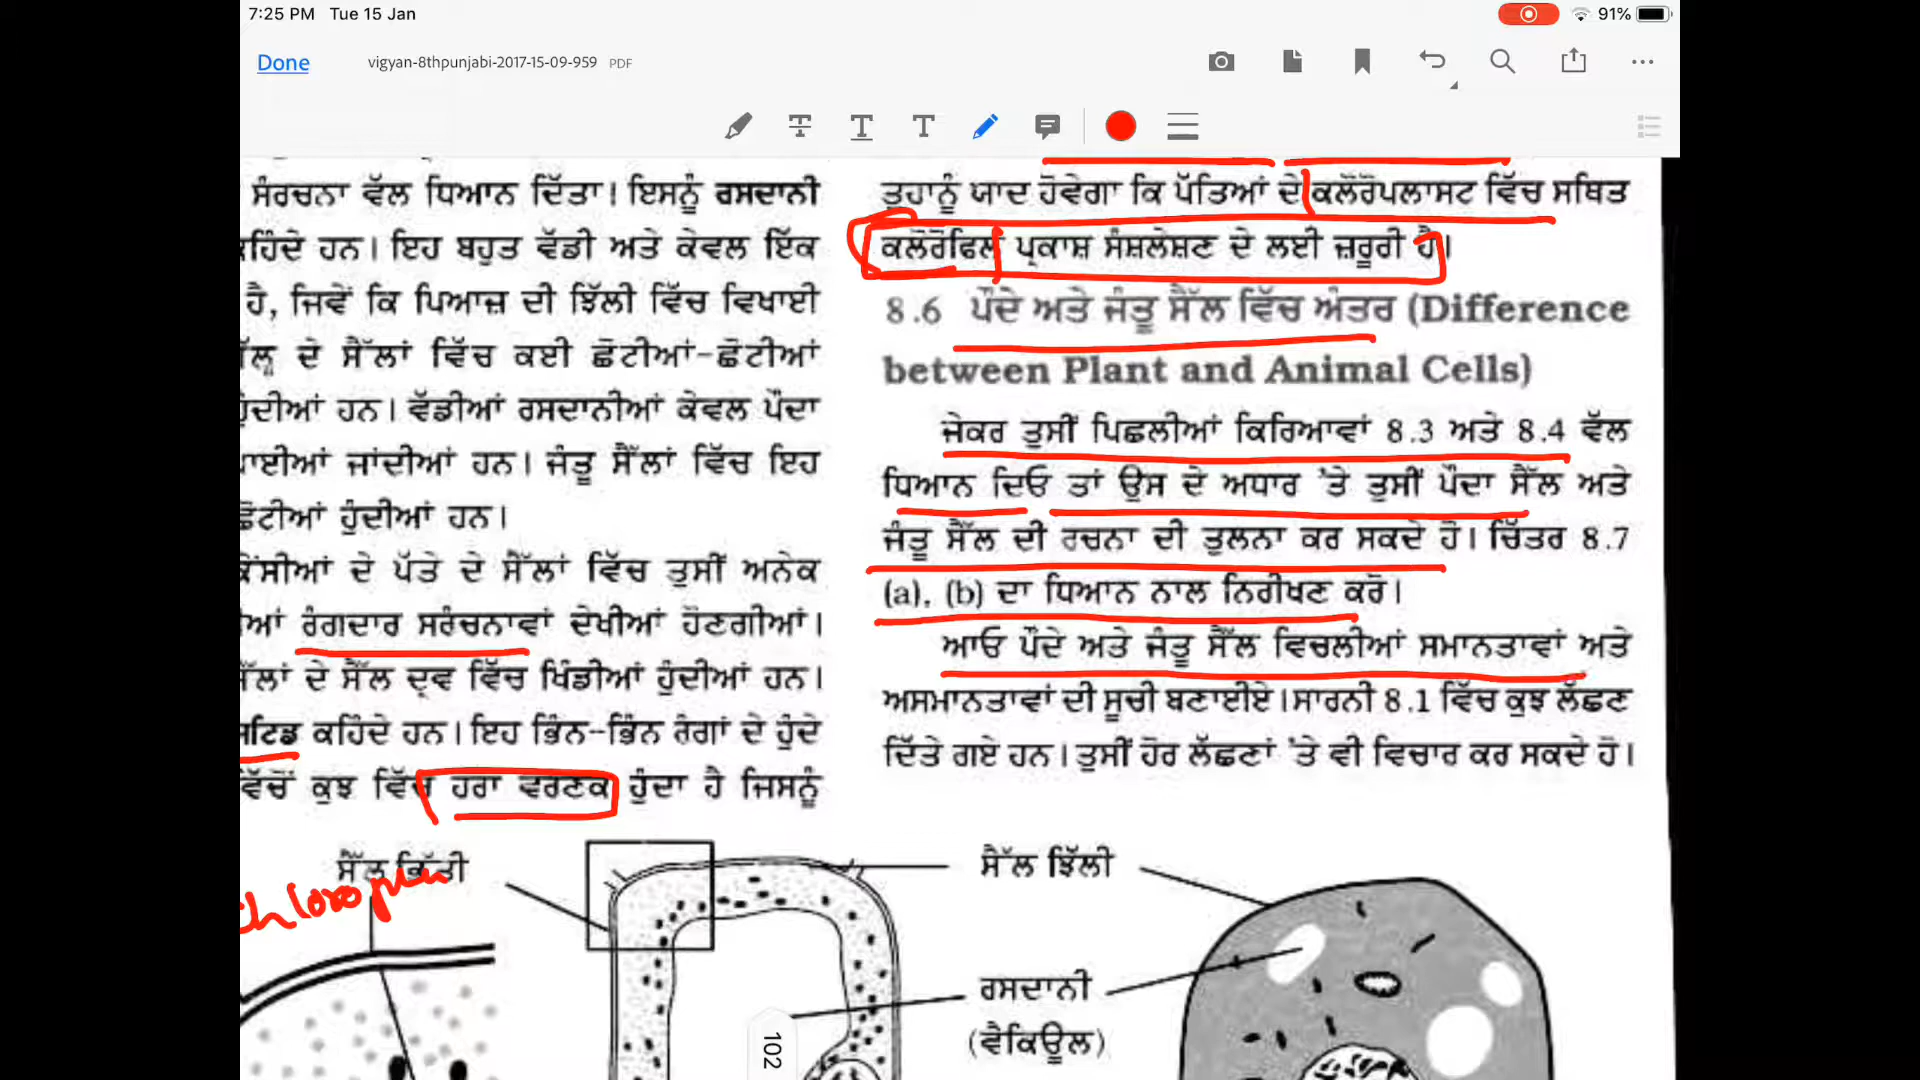 7:25 PM Tue 15 Jan
91%
Done
vigyan-8thpunjabi-2017-15-09-959 PDF
ਸੰਰਚਨਾ ਵੱਲ ਧਿਆਨ ਦਿੱਤਾ। ਇਸਨੂੰ ਰਸਦਾਨੀ
ਕਹਿੰਦੇ ਹਨ। ਇਹ ਬਹੁਤ ਵੱਡੀ ਅਤੇ ਕੇਵਲ ਇੱਕ
ਹੈ, ਜਿਵੇਂ ਕਿ ਪਿਆਜ਼ ਦੀ ਝਿੱਲੀ ਵਿੱਚ ਵਿਖਾਈ
ਦੇ ਸੈੱਲਾਂ ਵਿੱਚ ਕਈ ਛੋਟੀਆਂ-ਛੋਟੀਆਂ
ਹੁੰਦੀਆਂ ਹਨ। ਵੱਡੀਆਂ ਰਸਦਾਨੀਆਂ ਕੇਵਲ ਪੌਦਾ
ਪਾਈਆਂ ਜਾਂਦੀਆਂ ਹਨ। ਜੰਤੂ ਸੈੱਲਾਂ ਵਿੱਚ ਇਹ
ਛੋਟੀਆਂ ਹੁੰਦੀਆਂ ਹਨ।
ਦੇ ਪੱਤੇ ਦੇ ਸੈੱਲਾਂ ਵਿੱਚ ਤੁਸੀਂ ਅਨੇਕ
ਰੰਗਦਾਰ ਸਰੰਚਨਾਵਾਂ ਦੇਖੀਆਂ ਹੋਣਗੀਆਂ।
ਦੇ ਸੈੱਲ ਦ੍ਰਵ ਵਿੱਚ ਖਿੰਡੀਆਂ ਹੁੰਦੀਆਂ ਹਨ।
ਕਹਿੰਦੇ ਹਨ। ਇਹ ਭਿੰਨ-ਭਿੰਨ ਰੰਗਾਂ ਦੇ ਹੁੰਦੇ
ਵਿੱਚੋਂ ਕੁਝ ਵਿੱਚ ਹਰਾ ਵਰਣਕ ਹੁੰਦਾ ਹੈ ਜਿਸਨੂੰ
ਤੁਹਾਨੂੰ ਯਾਦ ਹੋਵੇਗਾ ਕਿ ਪੱਤਿਆਂ ਦੇ ਕਲੋਰੋਪਲਾਸਟ ਵਿੱਚ ਸਥਿਤ
ਕਲੋਰੋਫਿਲ ਪ੍ਰਕਾਸ਼ ਸੰਸ਼ਲੇਸ਼ਣ ਦੇ ਲਈ ਜ਼ਰੂਰੀ ਹੈ।
8.6 ਪੌਦੇ ਅਤੇ ਜੰਤੂ ਸੈੱਲ ਵਿੱਚ ਅੰਤਰ (Difference
between Plant and Animal Cells)
ਜੇਕਰ ਤੁਸੀਂ ਪਿਛਲੀਆਂ ਕਿਰਿਆਵਾਂ 8.3 ਅਤੇ 8.4 ਵੱਲ
ਧਿਆਨ ਦਿਓ ਤਾਂ ਉਸ ਦੇ ਅਧਾਰ 'ਤੇ ਤੁਸੀਂ ਪੌਦਾ ਸੈੱਲ ਅਤੇ
ਜੰਤੂ ਸੈੱਲ ਦੀ ਰਚਨਾ ਦੀ ਤੁਲਨਾ ਕਰ ਸਕਦੇ ਹੋ। ਚਿੱਤਰ 8.7
(a), (b) ਦਾ ਧਿਆਨ ਨਾਲ ਨਿਰੀਖਣ ਕਰੋ।
ਆਓ ਪੌਦੇ ਅਤੇ ਜੰਤੂ ਸੈੱਲ ਵਿਚਲੀਆਂ ਸਮਾਨਤਾਵਾਂ ਅਤੇ
ਅਸਮਾਨਤਾਵਾਂ ਦੀ ਸੂਚੀ ਬਣਾਈਏ। ਸਾਰਨੀ 8.1 ਵਿੱਚ ਕੁਝ ਲੱਛਣ
ਦਿੱਤੇ ਗਏ ਹਨ। ਤੁਸੀਂ ਹੋਰ ਲੱਛਣਾਂ 'ਤੇ ਵੀ ਵਿਚਾਰ ਕਰ ਸਕਦੇ ਹੋ।
ਸੈੱਲ ਭਿੱਤੀ
ਸੈੱਲ ਝਿੱਲੀ
ਰਸਦਾਨੀ
(ਵੈਕਿਊਲ)
102